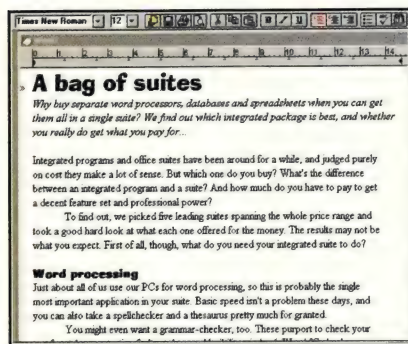 Times New Roman 12 B I U
A bag of suites
Why buy separate word processors, databases and spreadsheets when you can get
them all in a single suite? We find out which integrated package is best, and whether
you really do get what you pay for...
Integrated programs and office suites have been around for a while, and judged purely
on cost they make a lot of sense. But which one do you buy? What's the difference
between an integrated program and a suite? And how much do you have to pay to get
a decent feature set and professional power?
To find out, we picked five leading suites spanning the whole price range and
took a good hard look at what each one offered for the money. The results may not be
what you expect. First of all, though, what do you need your integrated suite to do?
Word processing
Just about all of us use our PCs for word processing, so this is probably the single
most important application in your suite. Basic speed isn't a problem these days, and
you can also take a spellchecker and a thesaurus pretty much for granted.
You might even want a grammar-checker, too. These purport to check your